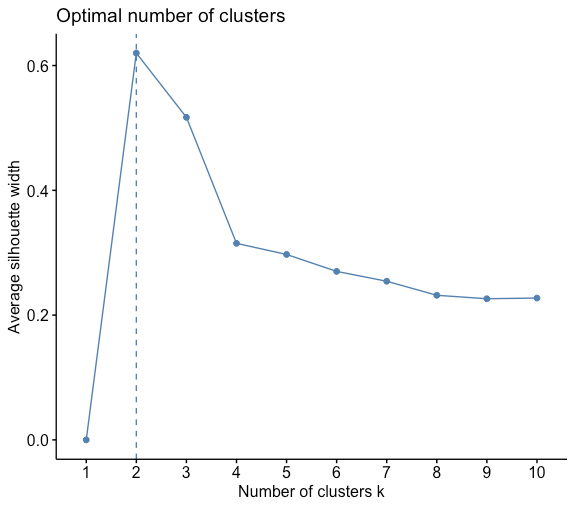 Optimal number of clusters
Average silhouette width
0.6
0.4
0.2
0.0
1 2 3 4 5 6 7 8 9 10
Number of clusters k